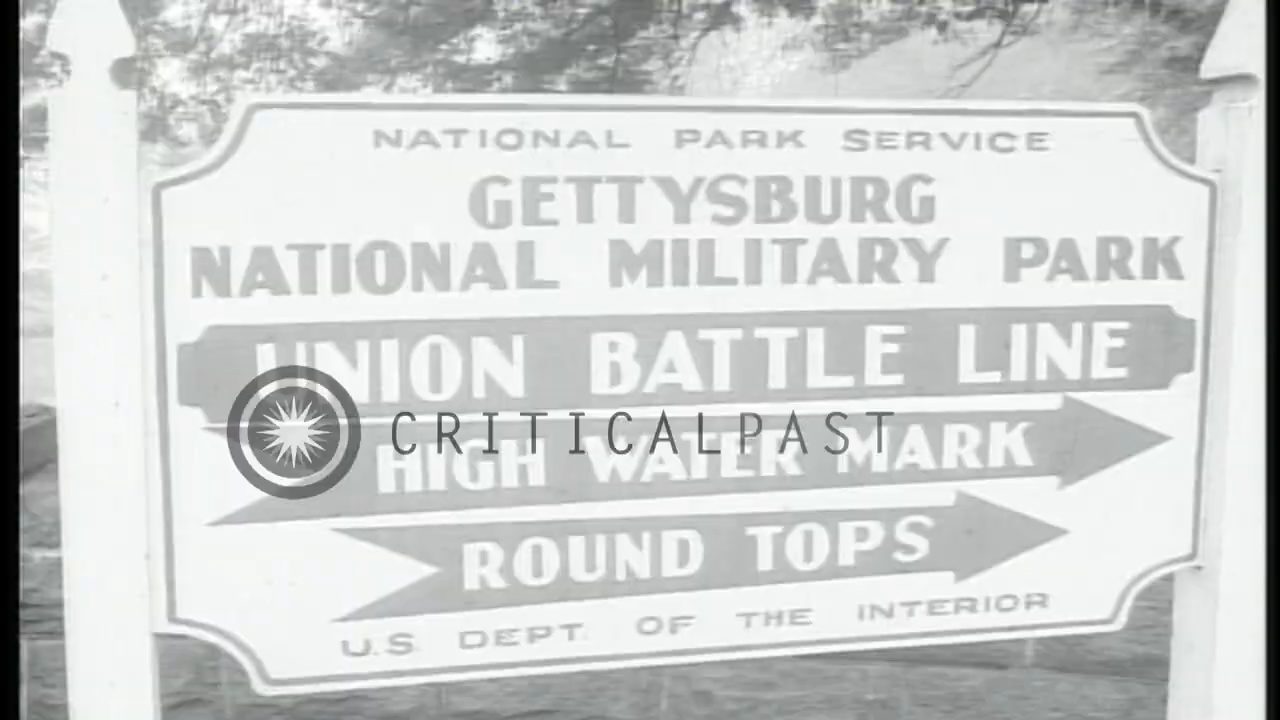 NATIONAL PARK SERVICE
GETTYSBURG
NATIONAL MILITARY PARK
UNION BATTLE LINE
HIGH WATER MARK
CRITICALPAST
ROUND TOPS
U.S. DEPT. OF THE INTERIOR